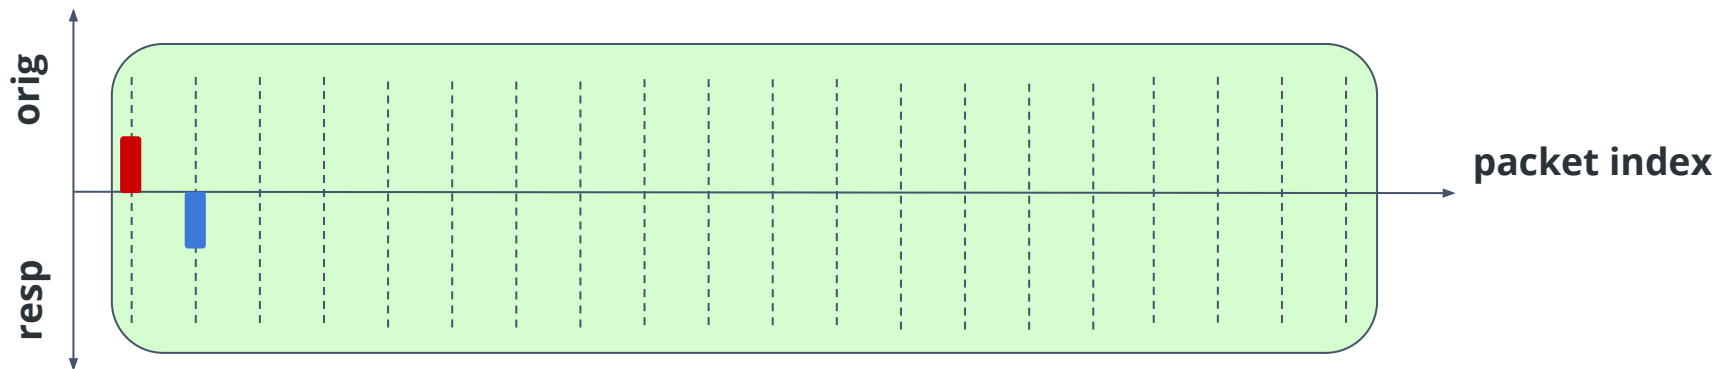 orig
resp
packet index